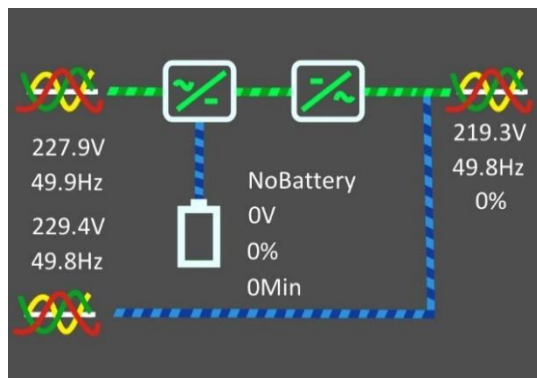 227.9V
49.9Hz
229.4V
49.8Hz
NoBattery
0V
0%
0Min
219.3V
49.8Hz
0%